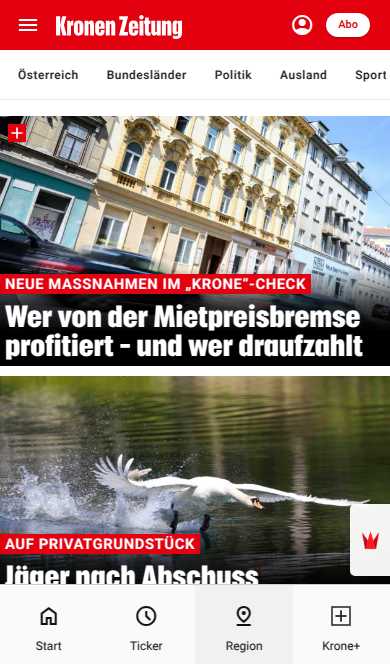 Kronen Zeitung
Abo
Österreich Bundesländer Politik Ausland Sport
NEUE MASSNAHMEN IM „KRONE“-CHECK
Wer von der Mietpreisbremse
profitiert – und wer draufzahlt
AUF PRIVATGRUNDSTÜCK
Jäger nach Abschuss
Start Ticker Region Krone+